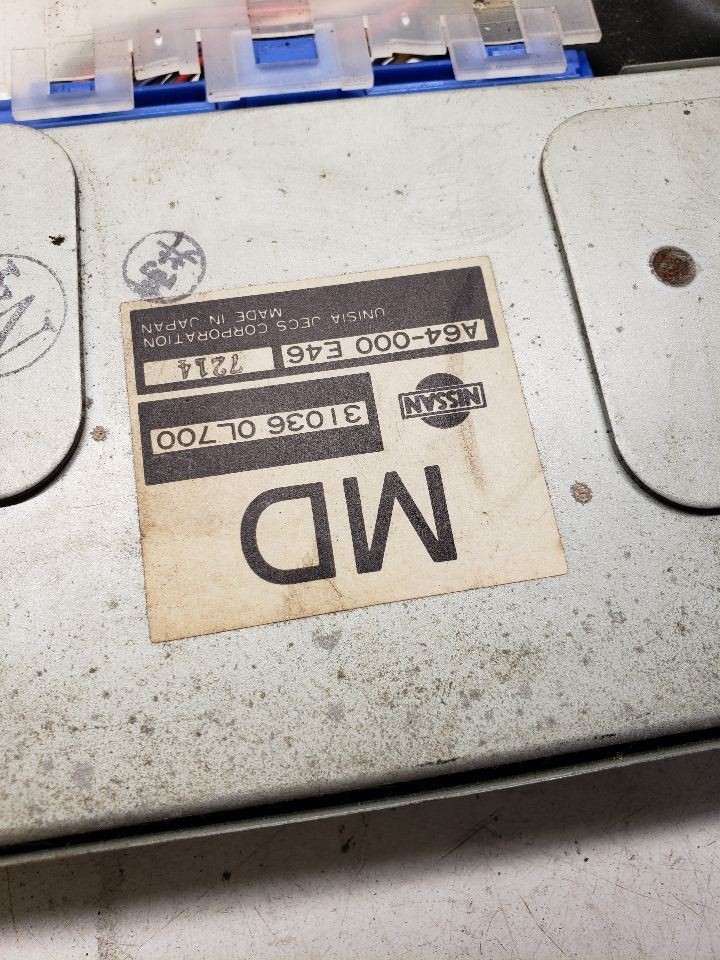 MD
NISSAN
31036 0L700
A64-000 E46
7214
UNISIA JECS CORPORATION
MADE IN JAPAN